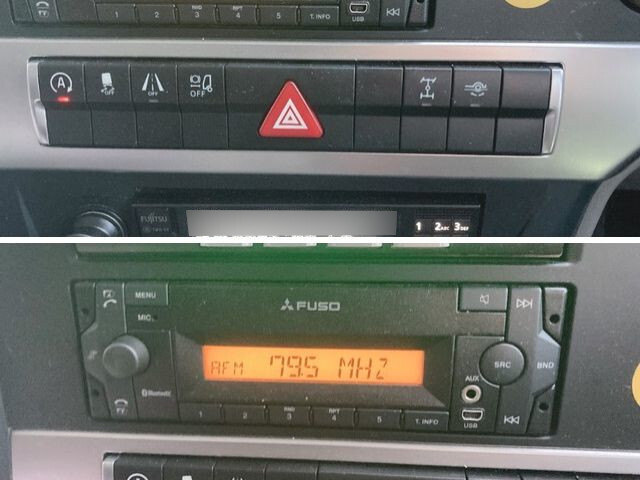 1 2 RND 3 RPT 4 5 T. INFO
USB
A OFF OFF OFF
FUJITSU
1 2ABC 3DEF
MENU
FUSO
MIC
AFM 79.5 MHZ
SRC BND
AUX
Bluetooth
1 2 RND 3 RPT 4 5 T. INFO
USB
A